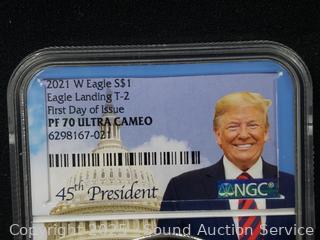 2021 W Eagle S$1
Eagle Landing T-2
First Day of Issue
PF 70 ULTRA CAMEO
6298167-021
45th President
NGC
Copyright 2025 - Sound Auction Service